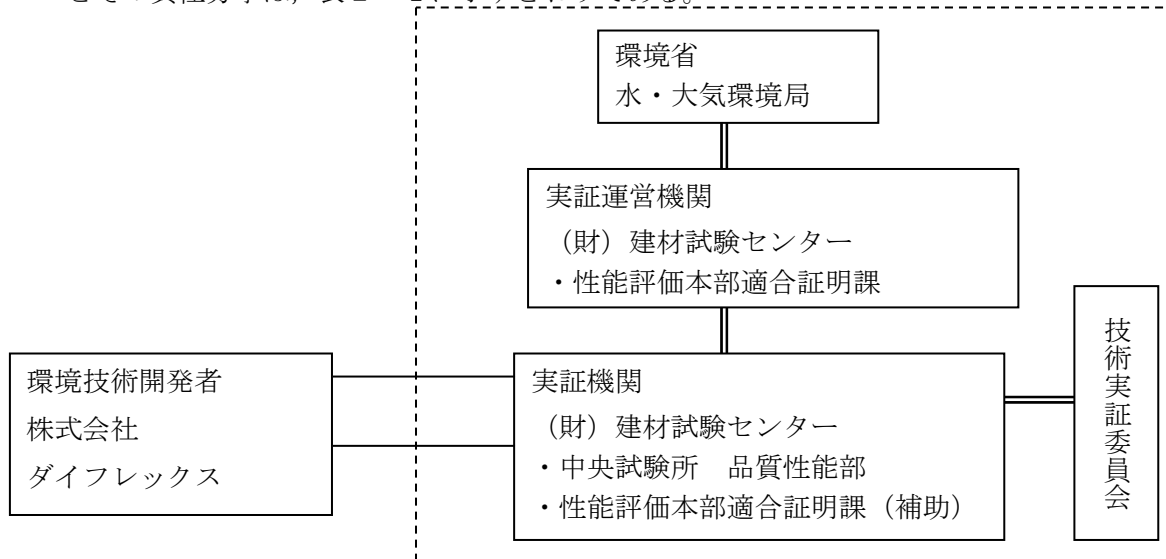 環境省
水・大気環境局
実証運営機関
（財）建材試験センター
・性能評価本部適合証明課
技術実証委員会
環境技術開発者
株式会社
ダイフレックス
実証機関
（財）建材試験センター
・中央試験所　品質性能部
・性能評価本部適合証明課（補助）